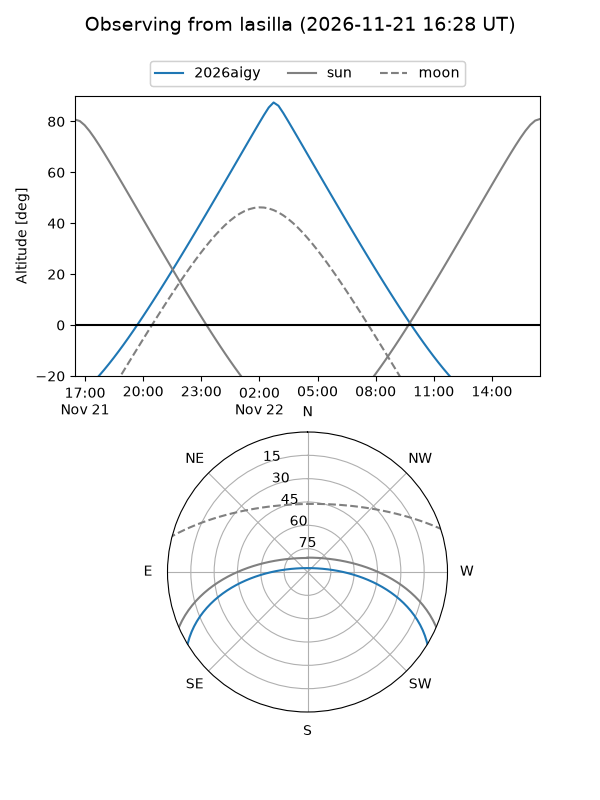 Observing from lasilla (2026-11-21 16:28 UT)
2026aigy
sun
moon
Altitude [deg]
80
60
40
20
0
−20
17:00
Nov 21
20:00
23:00
02:00
Nov 22
05:00
08:00
11:00
14:00
N
NE
NW
15
30
45
60
75
E
W
SE
SW
S